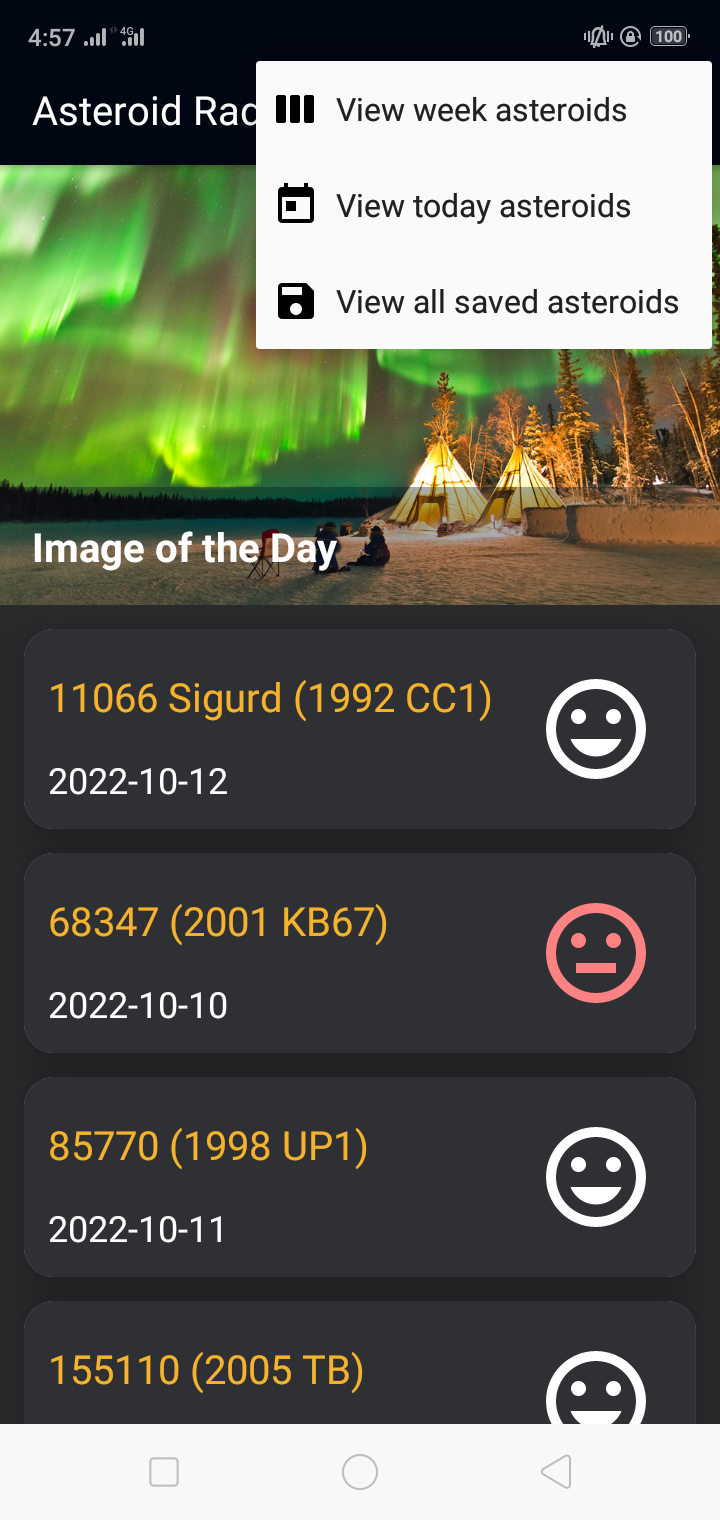 4:57
4G
100
Asteroid Rad
View week asteroids
View today asteroids
View all saved asteroids
Image of the Day
11066 Sigurd (1992 CC1)
2022-10-12
68347 (2001 KB67)
2022-10-10
85770 (1998 UP1)
2022-10-11
155110 (2005 TB)